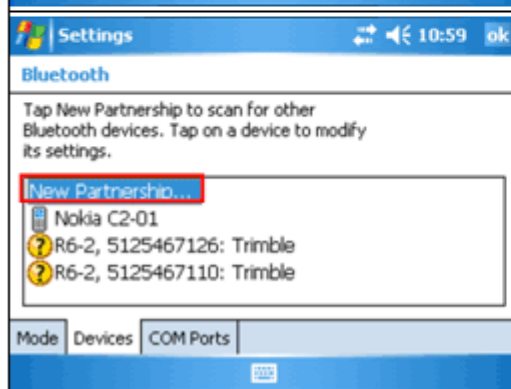 Settings 10:59 ok
Bluetooth
Tap New Partnership to scan for other
Bluetooth devices. Tap on a device to modify
its settings.
New Partnership...
Nokia C2-01
R6-2, 5125467126: Trimble
R6-2, 5125467110: Trimble
Mode Devices COM Ports